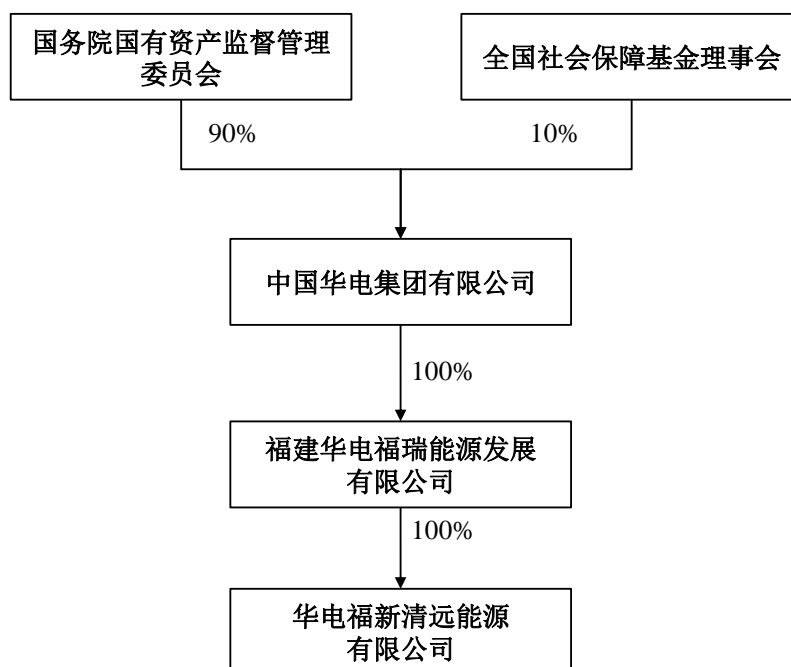 国务院国有资产监督管理
委员会
全国社会保障基金理事会
90%
10%
中国华电集团有限公司
100%
福建华电福瑞能源发展
有限公司
100%
华电福新清远能源
有限公司